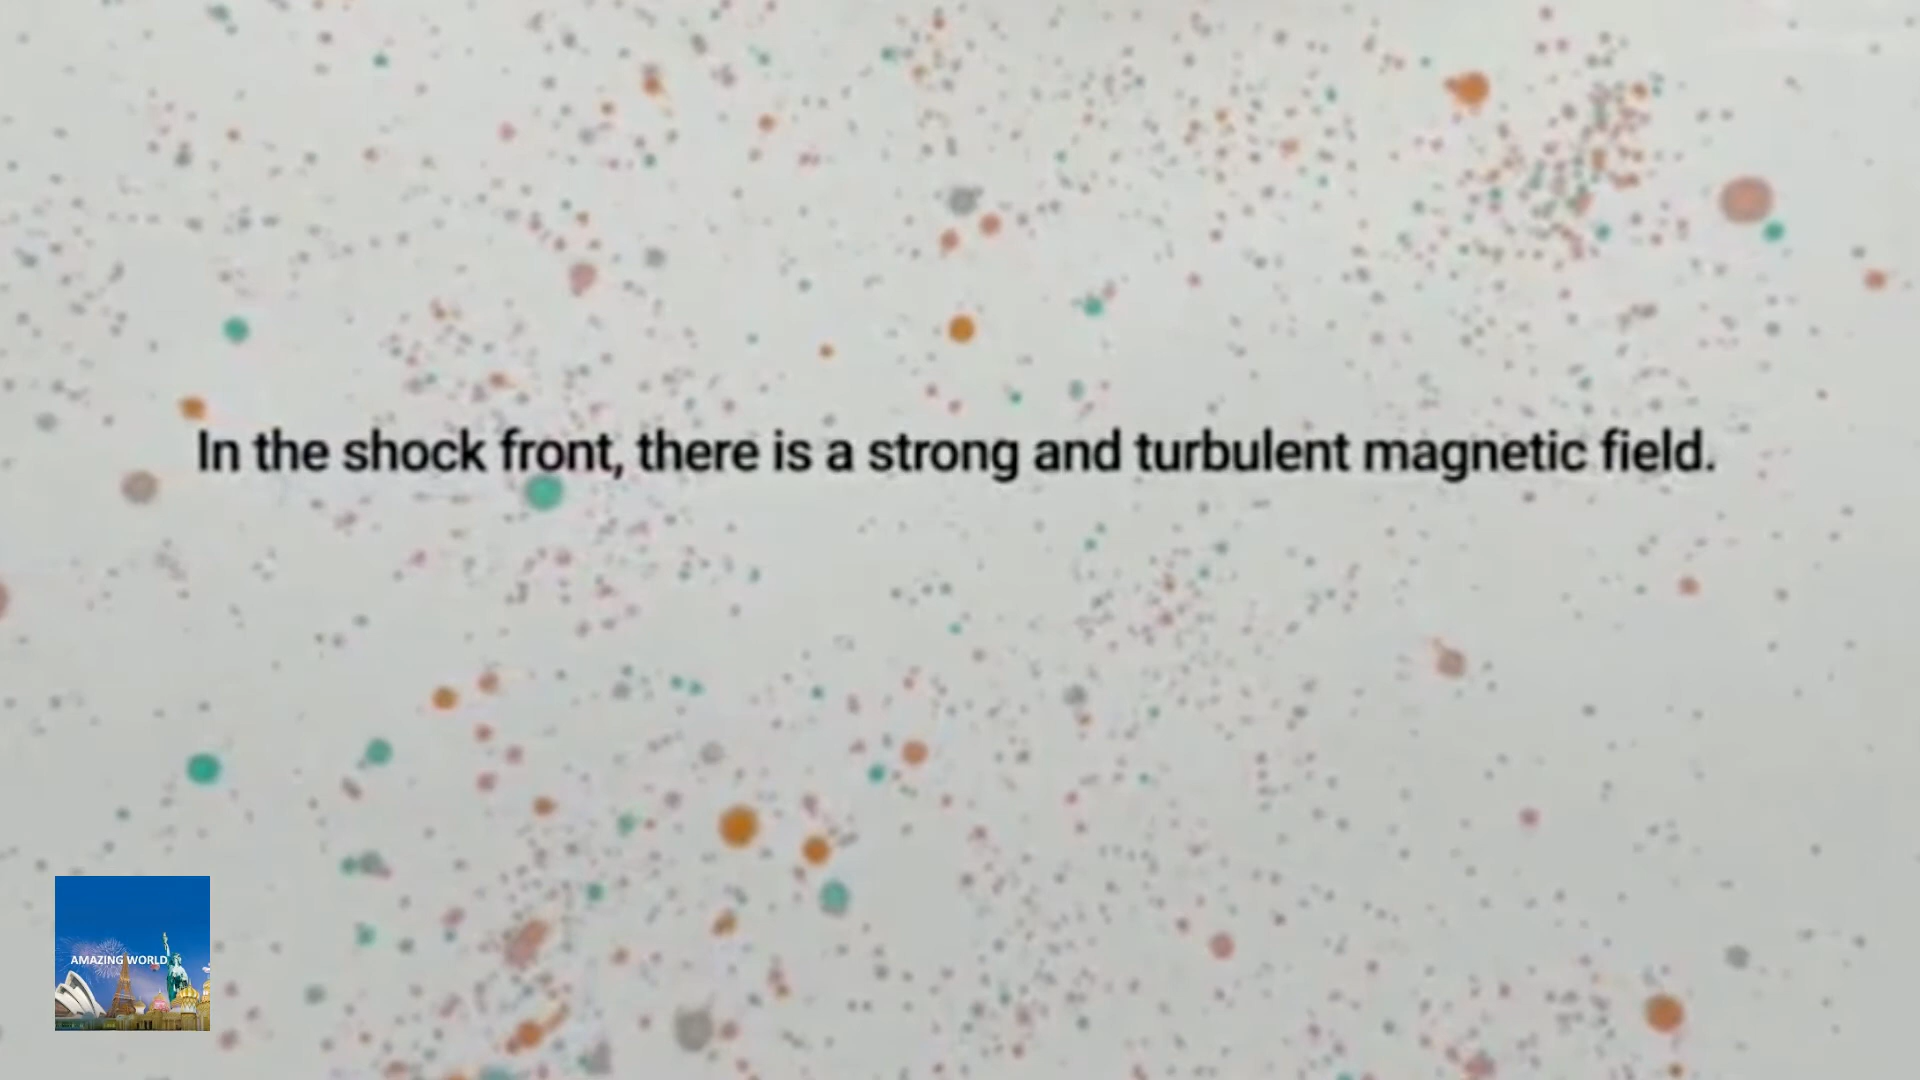 In the shock front, there is a strong and turbulent magnetic field.
AMAZING WORLD